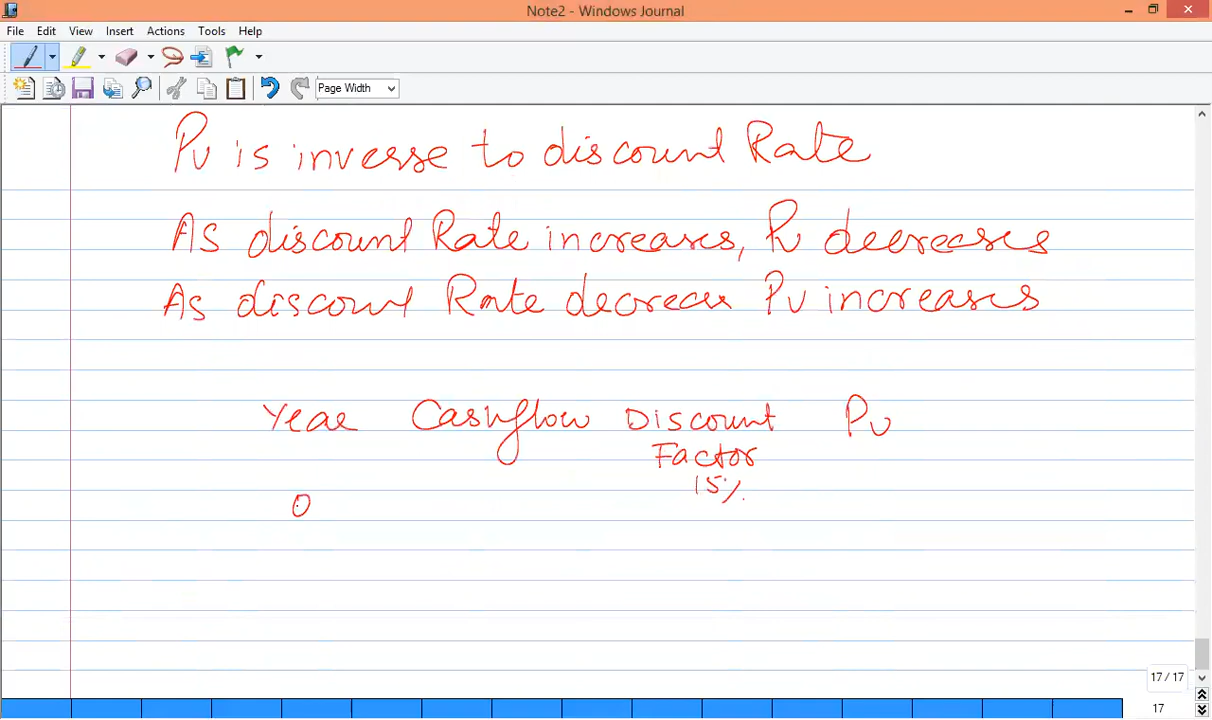 Note2 - Windows Journal
File Edit View Insert Actions Tools Help
Page Width
Pv is inverse to discount Rate
As discount Rate increases, Pv decreases
As discount Rate decreases Pv increases
Year Cashflow Discount Pv
Factor
15%
0
17 / 17
17